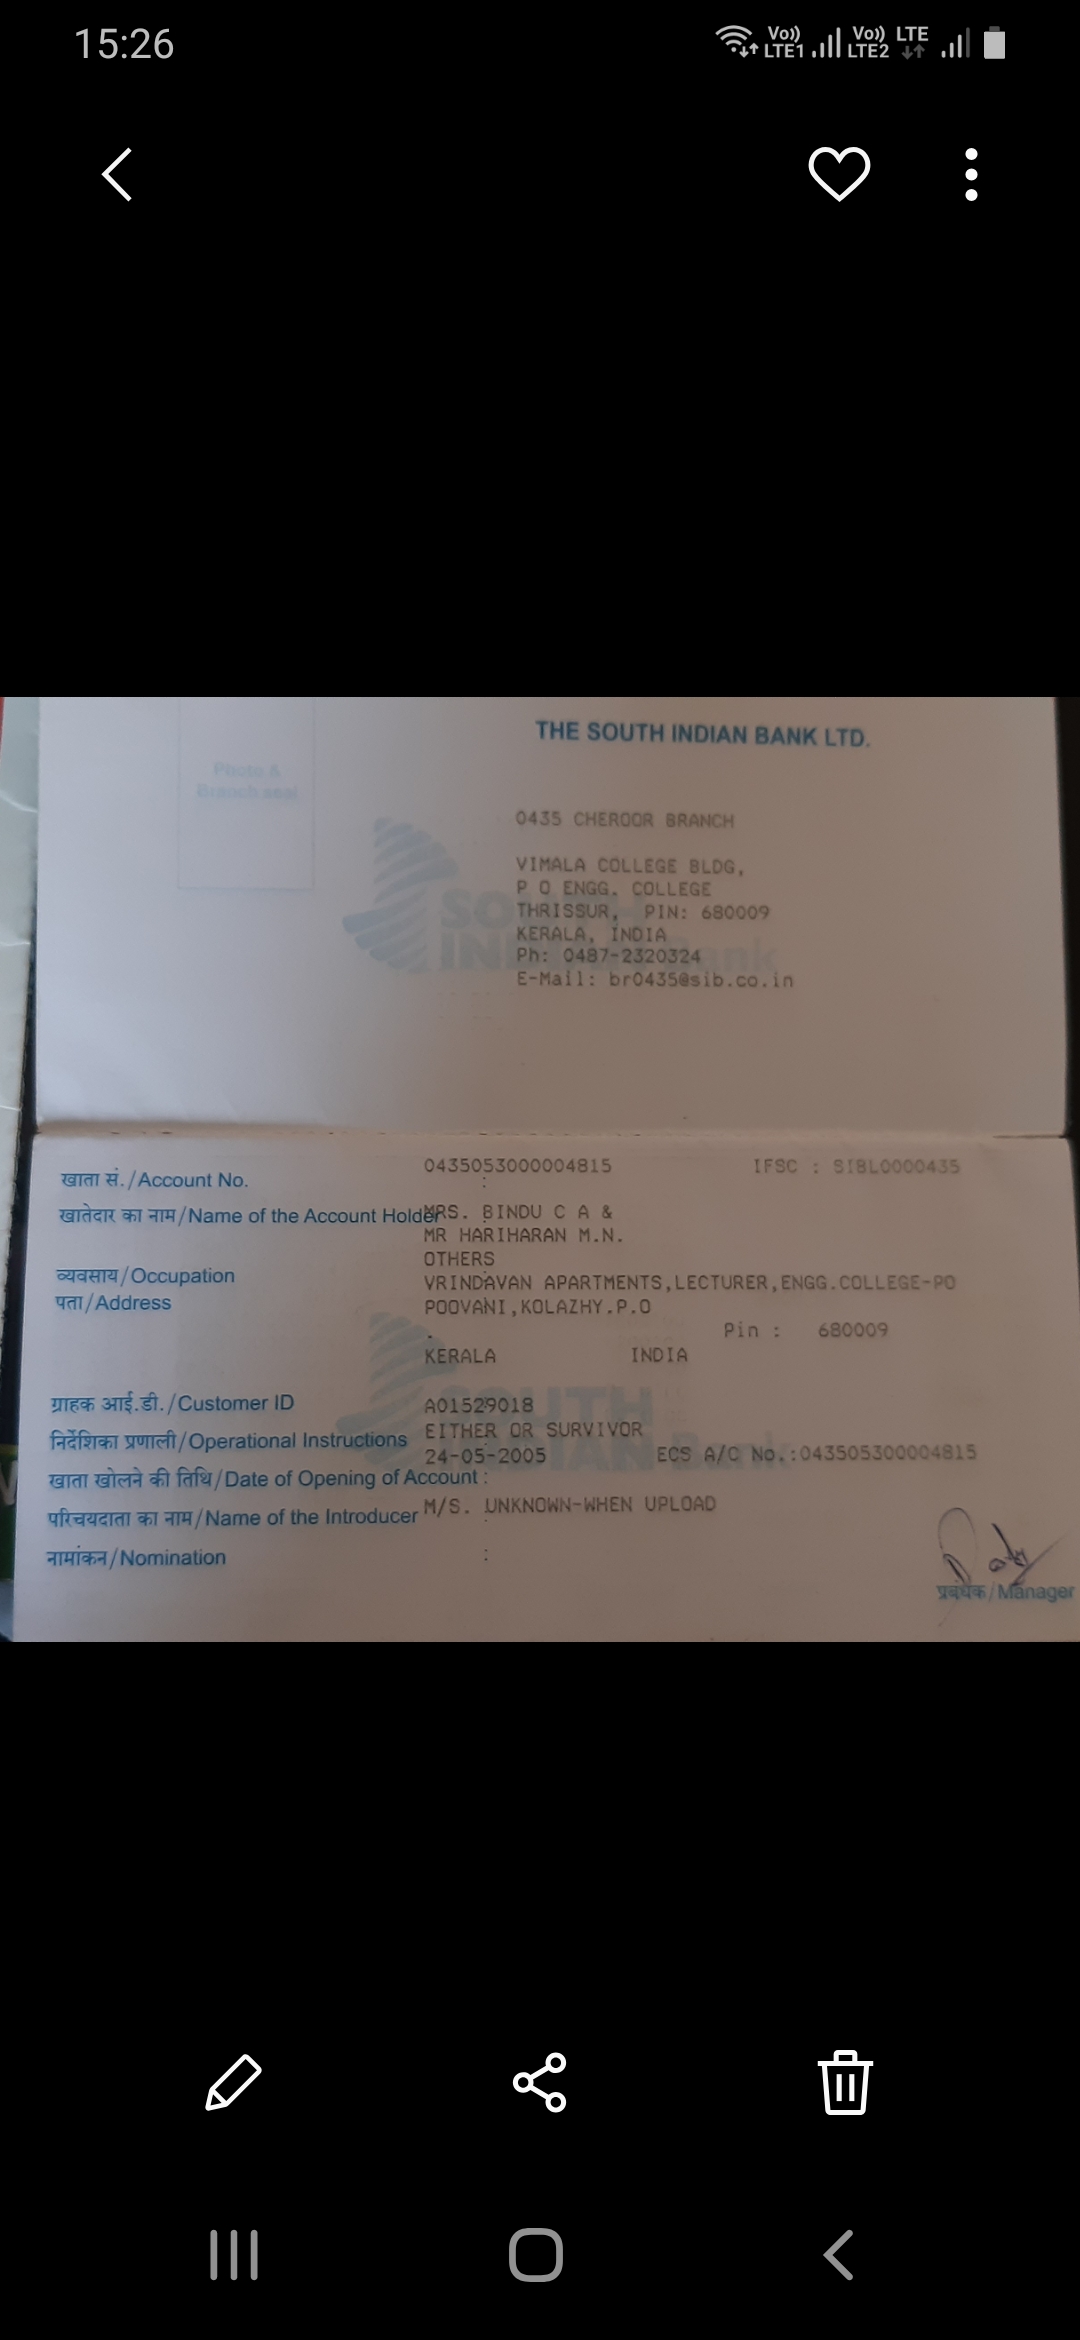 15:26
Vo)) LTE1 Vo)) LTE2 LTE
THE SOUTH INDIAN BANK LTD.
Photo &
Branch seal
0435 CHEROOR BRANCH
VIMALA COLLEGE BLDG,
P O ENGG. COLLEGE
THRISSUR, PIN: 680009
KERALA, INDIA
Ph: 0487-2320324
E-Mail: br0435@sib.co.in
SOUTH
INDIAN Bank
खाता सं./Account No. : 0435053000004815 IFSC : SIBL0000435
खातेदार का नाम/Name of the Account Holder MRS. BINDU C A &
MR HARIHARAN M.N.
व्यवसाय/Occupation : OTHERS
पता/Address : VRINDAVAN APARTMENTS,LECTURER,ENGG.COLLEGE-PO
POOVANI,KOLAZHY.P.O
. Pin : 680009
KERALA INDIA
SOUTH
INDIAN Bank
ग्राहक आई.डी./Customer ID : A01529018
निर्देशिका प्रणाली/Operational Instructions : EITHER OR SURVIVOR
खाता खोलने की तिथि/Date of Opening of Account : 24-05-2005 ECS A/C No.:043505300004815
परिचयदाता का नाम/Name of the Introducer : M/S. UNKNOWN-WHEN UPLOAD
नामांकन/Nomination :
प्रबंधक/Manager